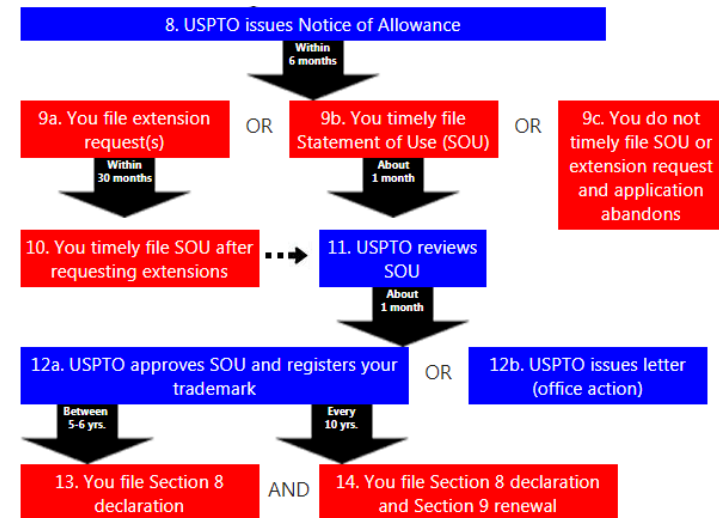 8. USPTO issues Notice of Allowance
Within
6 months
9a. You file extension
request(s)
OR
9b. You timely file
Statement of Use (SOU)
OR
9c. You do not
timely file SOU or
extension request
and application
abandons
Within
30 months
About
1 month
10. You timely file SOU after
requesting extensions
11. USPTO reviews
SOU
About
1 month
12a. USPTO approves SOU and registers your
trademark
OR
12b. USPTO issues letter
(office action)
Between
5-6 yrs.
Every
10 yrs.
13. You file Section 8
declaration
AND
14. You file Section 8 declaration
and Section 9 renewal